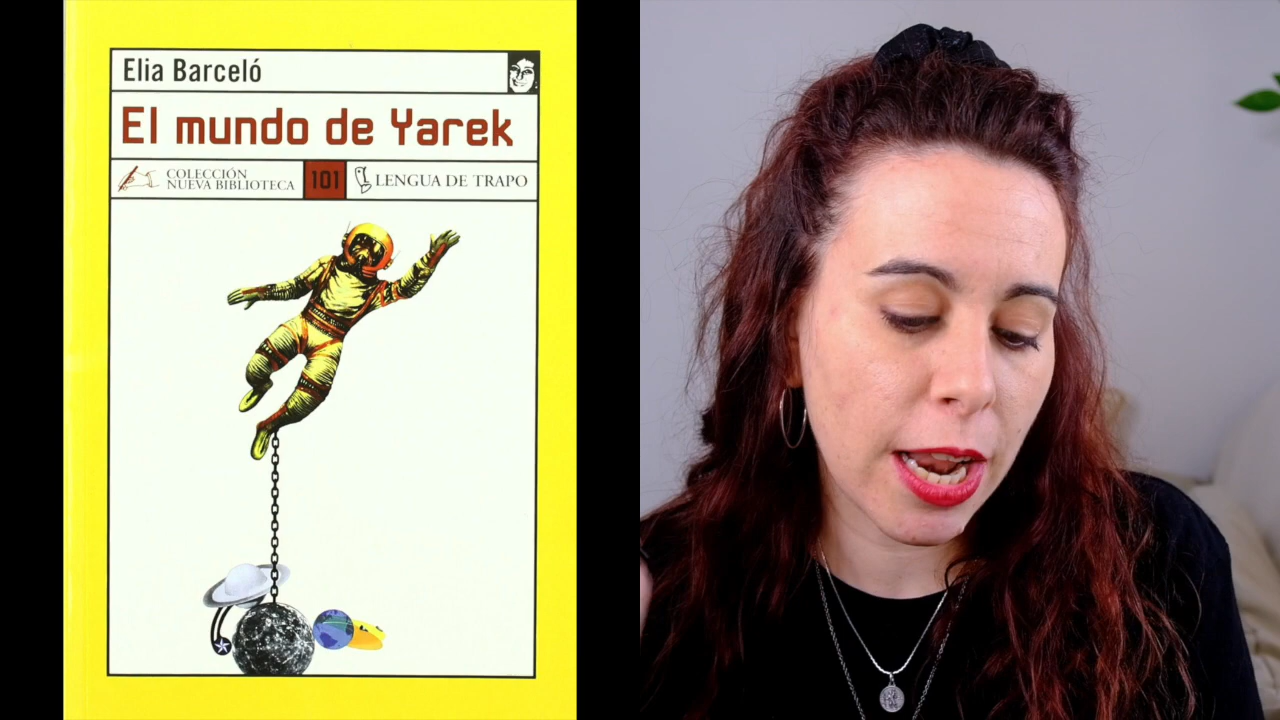 Elia Barceló
El mundo de Yarek
COLECCIÓN
NUEVA BIBLIOTECA
101
LENGUA DE TRAPO